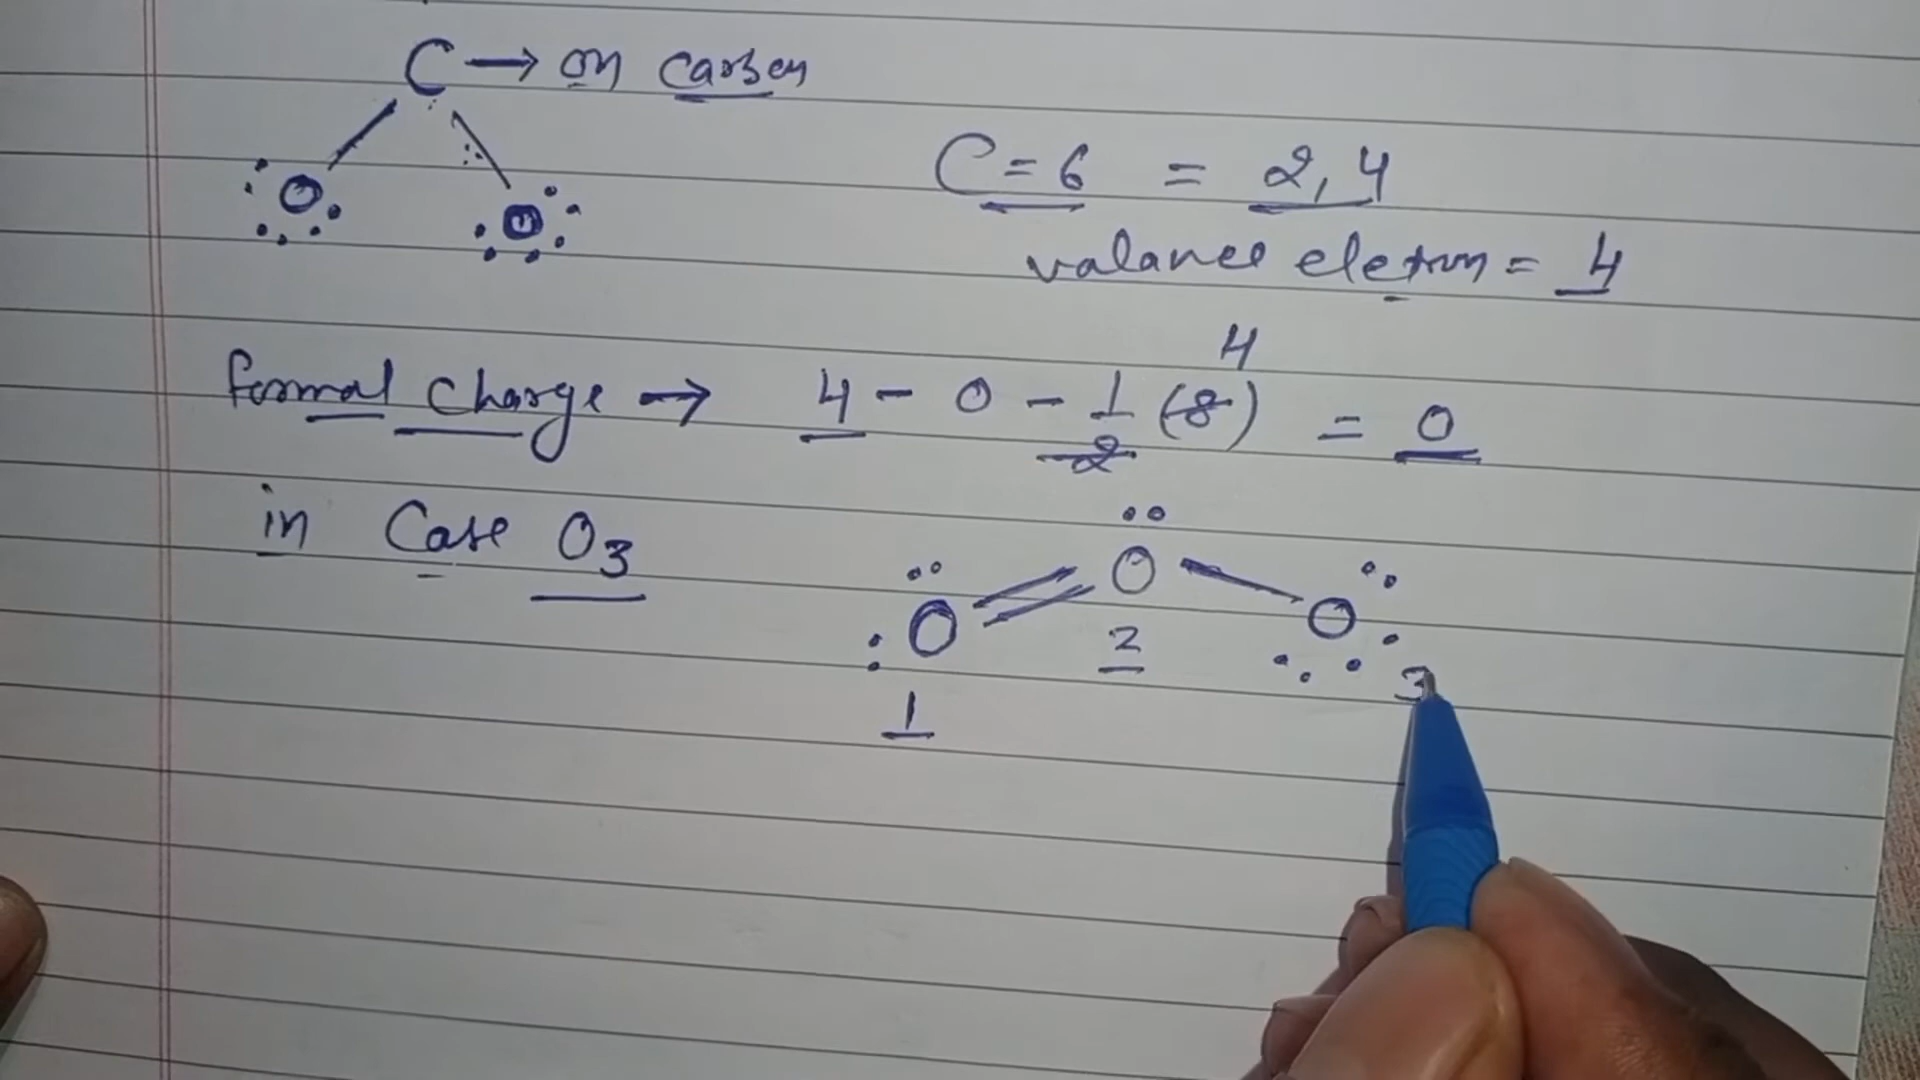 C → on carbon
O O
C = 6 = 2, 4
valance eletron = 4
4
formal charge → 4 - 0 - 1/2 (8) = 0
in Case O3
O = O - O
1 2 3